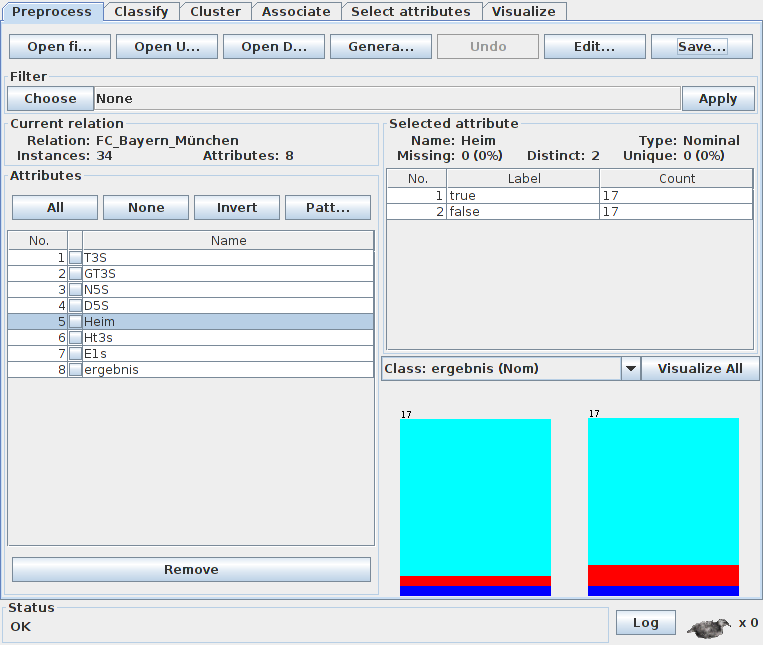 Preprocess Classify Cluster Associate Select attributes Visualize
Open fi... Open U... Open D... Genera... Undo Edit... Save...
Filter
Choose None Apply
Current relation
Relation: FC_Bayern_München
Instances: 34 Attributes: 8
Attributes
All None Invert Patt...
No. Name
1 T3S
2 GT3S
3 N5S
4 D5S
5 Heim
6 Ht3s
7 E1s
8 ergebnis
Remove
Selected attribute
Name: Heim Type: Nominal
Missing: 0 (0%) Distinct: 2 Unique: 0 (0%)
No. Label Count
1 true 17
2 false 17
Class: ergebnis (Nom) Visualize All
17 17
Status
OK
Log x 0